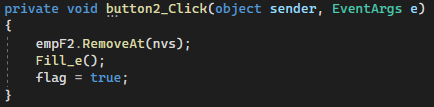 private void button2_Click(object sender, EventArgs e)
{
empF2.RemoveAt(nvs);
Fill_e();
flag = true;
}